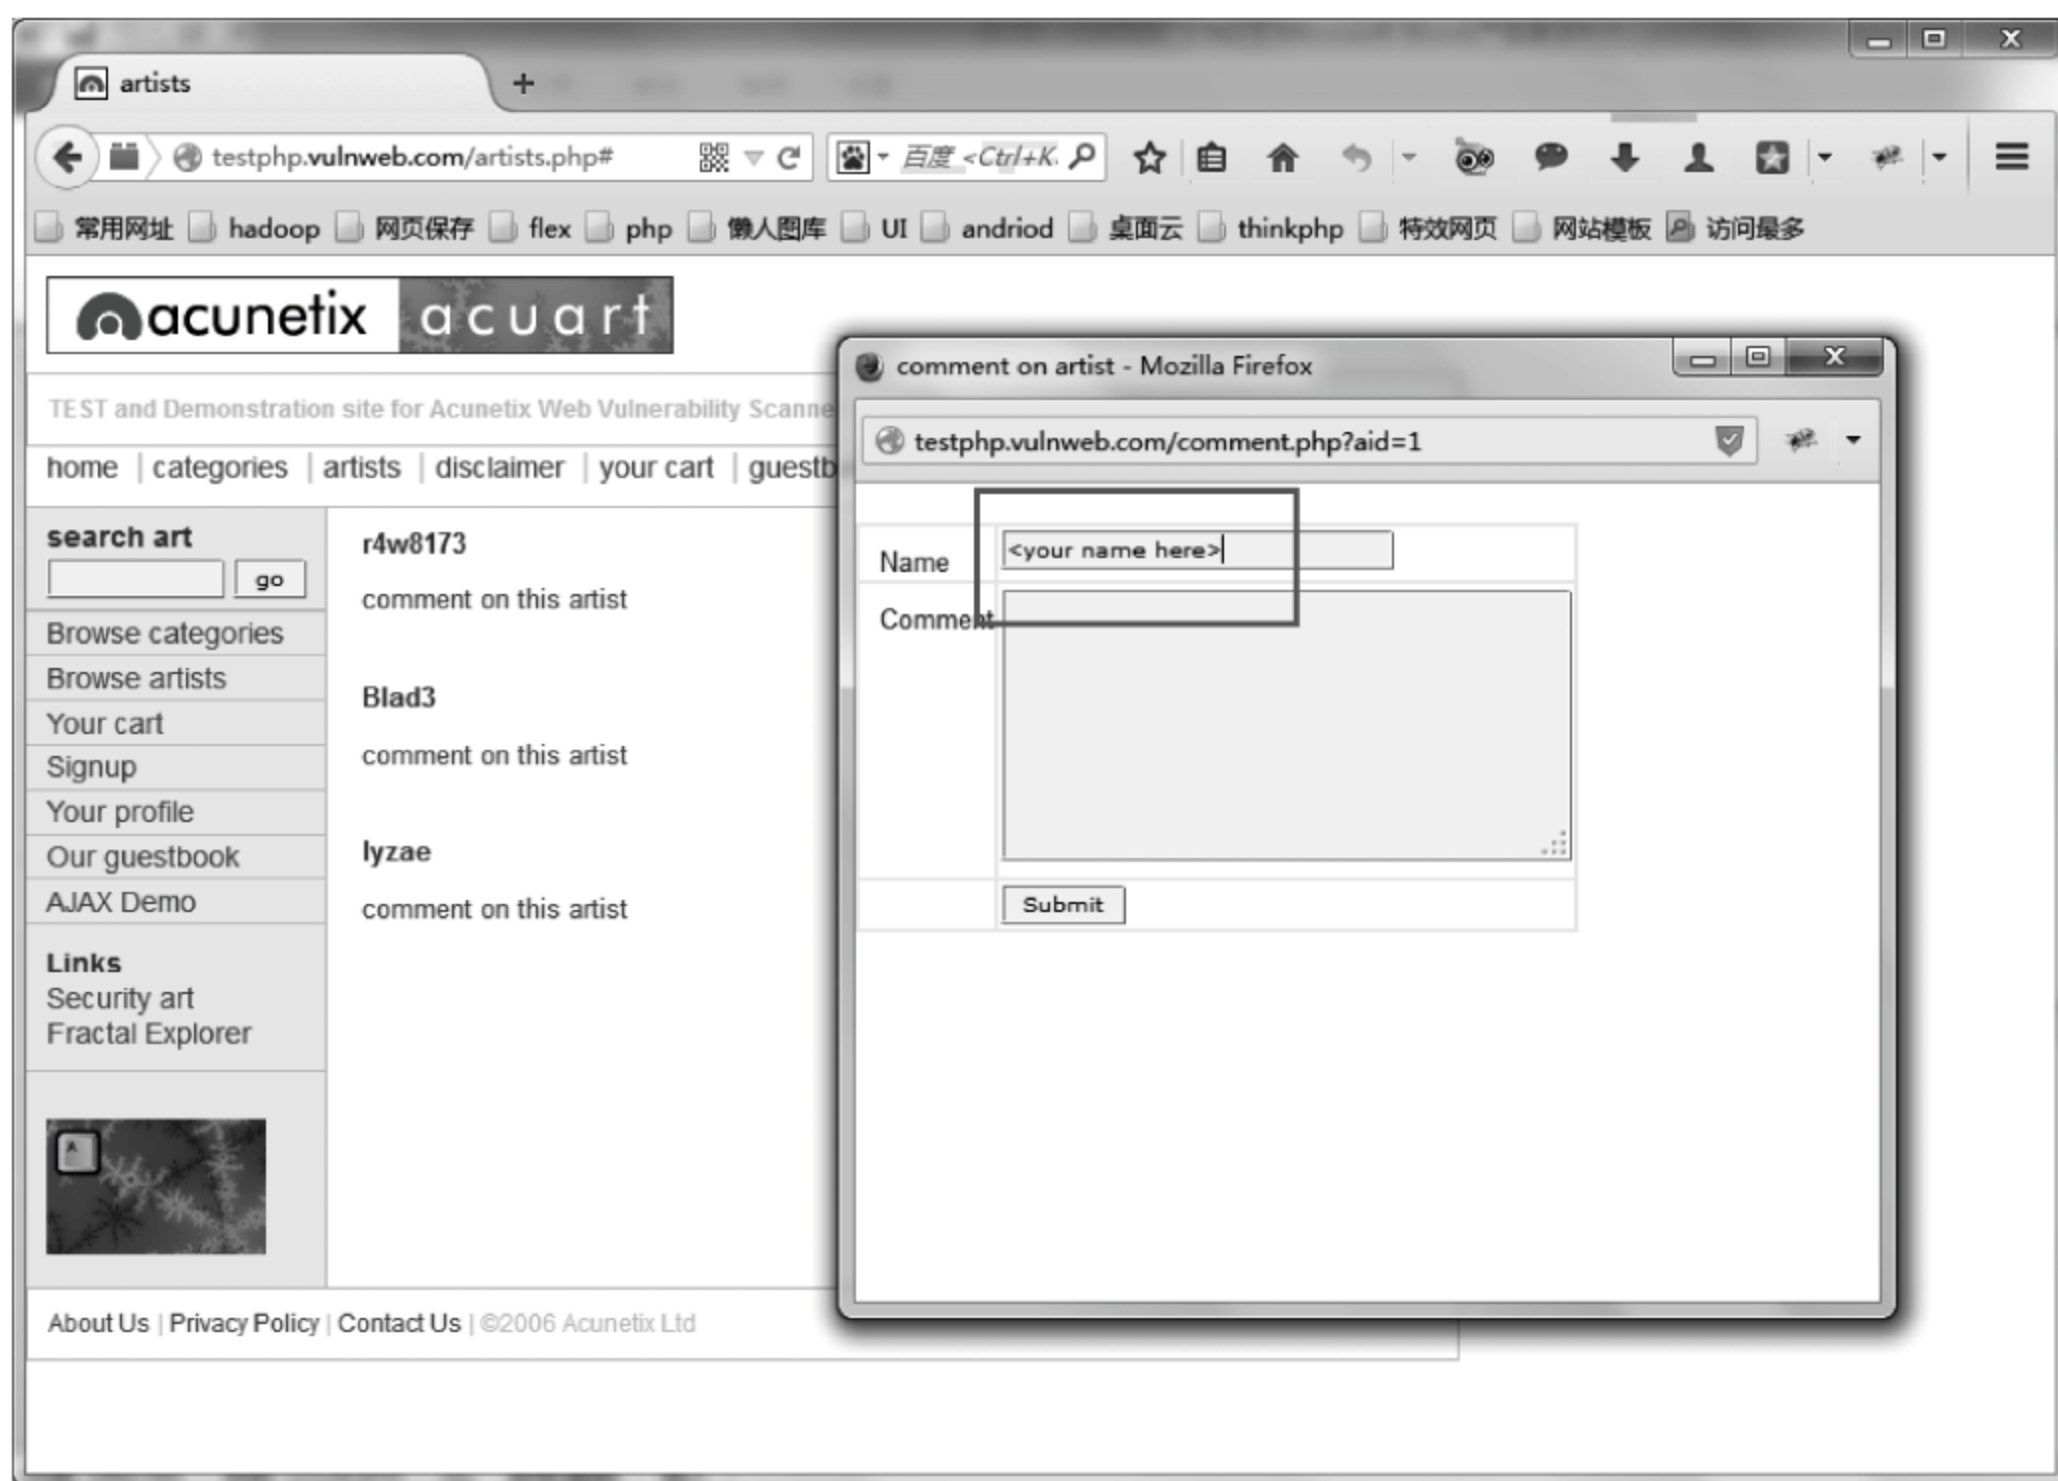 artists
testphp.vulnweb.com/artists.php#
百度 <Ctrl+K
常用网址 hadoop 网页保存 flex php 懒人图库 UI andriod 桌面云 thinkphp 特效网页 网站模板 访问最多
acunetix acuart
TEST and Demonstration site for Acunetix Web Vulnerability Scanne
home | categories | artists | disclaimer | your cart | guestb
search art
go
Browse categories
Browse artists
Your cart
Signup
Your profile
Our guestbook
AJAX Demo
Links
Security art
Fractal Explorer
A
r4w8173
comment on this artist
Blad3
comment on this artist
lyzae
comment on this artist
About Us | Privacy Policy | Contact Us | ©2006 Acunetix Ltd
comment on artist - Mozilla Firefox
testphp.vulnweb.com/comment.php?aid=1
Name <your name here>
Comment
Submit